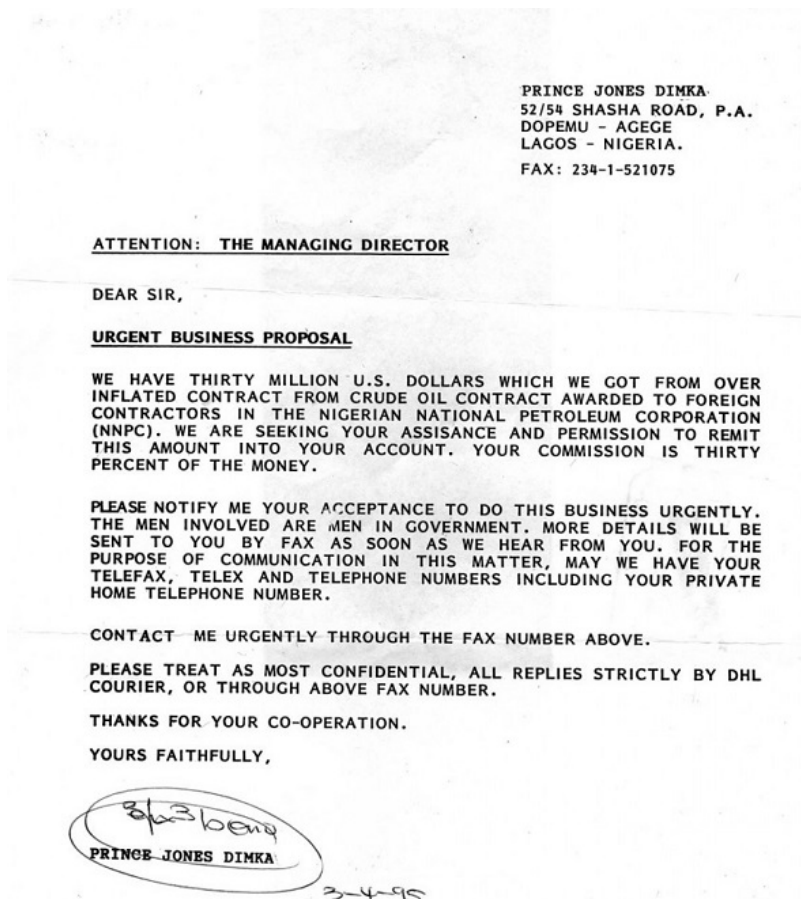 PRINCE JONES DIMKA
52/54 SHASHA ROAD, P.A.
DOPEMU - AGEGE
LAGOS - NIGERIA.
FAX: 234-1-521075
ATTENTION: THE MANAGING DIRECTOR
DEAR SIR,
URGENT BUSINESS PROPOSAL
WE HAVE THIRTY MILLION U.S. DOLLARS WHICH WE GOT FROM OVER
INFLATED CONTRACT FROM CRUDE OIL CONTRACT AWARDED TO FOREIGN
CONTRACTORS IN THE NIGERIAN NATIONAL PETROLEUM CORPORATION
(NNPC). WE ARE SEEKING YOUR ASSISANCE AND PERMISSION TO REMIT
THIS AMOUNT INTO YOUR ACCOUNT. YOUR COMMISSION IS THIRTY
PERCENT OF THE MONEY.
PLEASE NOTIFY ME YOUR ACCEPTANCE TO DO THIS BUSINESS URGENTLY.
THE MEN INVOLVED ARE MEN IN GOVERNMENT. MORE DETAILS WILL BE
SENT TO YOU BY FAX AS SOON AS WE HEAR FROM YOU. FOR THE
PURPOSE OF COMMUNICATION IN THIS MATTER, MAY WE HAVE YOUR
TELEFAX, TELEX AND TELEPHONE NUMBERS INCLUDING YOUR PRIVATE
HOME TELEPHONE NUMBER.
CONTACT ME URGENTLY THROUGH THE FAX NUMBER ABOVE.
PLEASE TREAT AS MOST CONFIDENTIAL, ALL REPLIES STRICTLY BY DHL
COURIER, OR THROUGH ABOVE FAX NUMBER.
THANKS FOR YOUR CO-OPERATION.
YOURS FAITHFULLY,
PRINCE JONES DIMKA
3-4-95